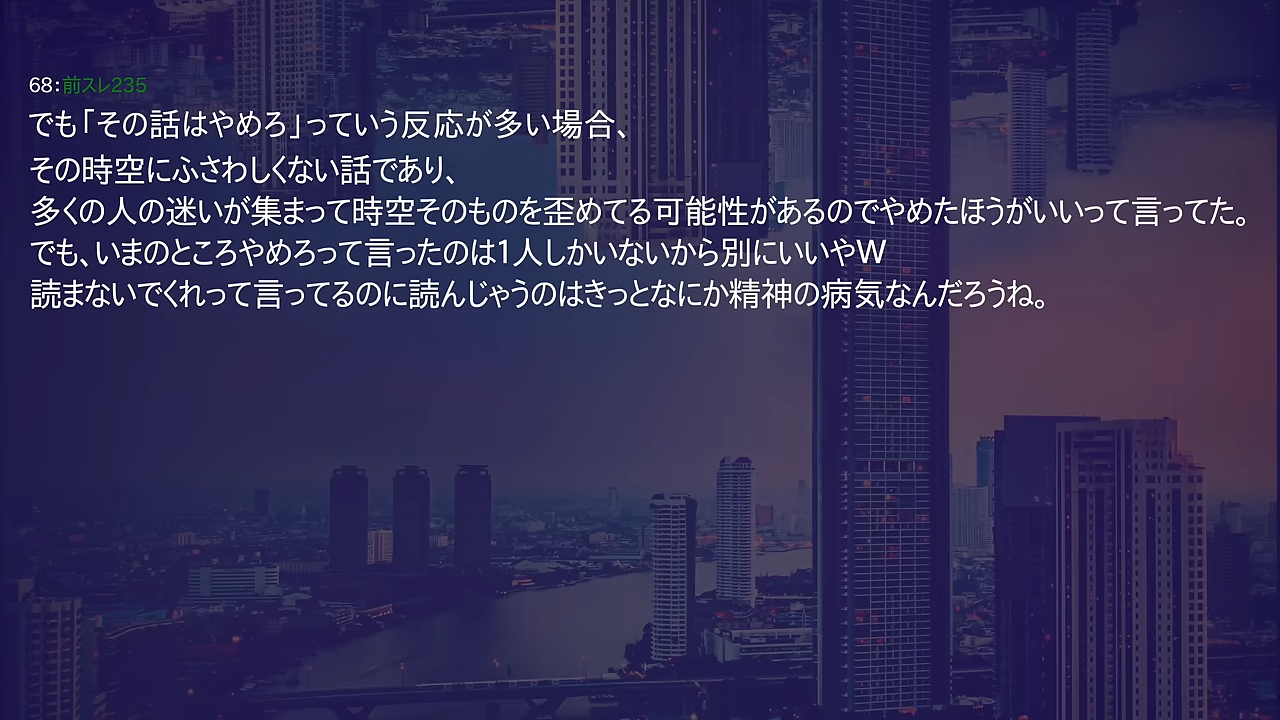 68:前スレ235
でも「その話はやめろ」っていう反応が多い場合、
その時空にふさわしくない話であり、
多くの人の迷いが集まって時空そのものを歪めてる可能性があるのでやめたほうがいいって言ってた。
でも、いまのところやめろって言ったのは1人しかいないから別にいいやW
読まないでくれって言ってるのに読んじゃうのはきっとなにか精神の病気なんだろうね。